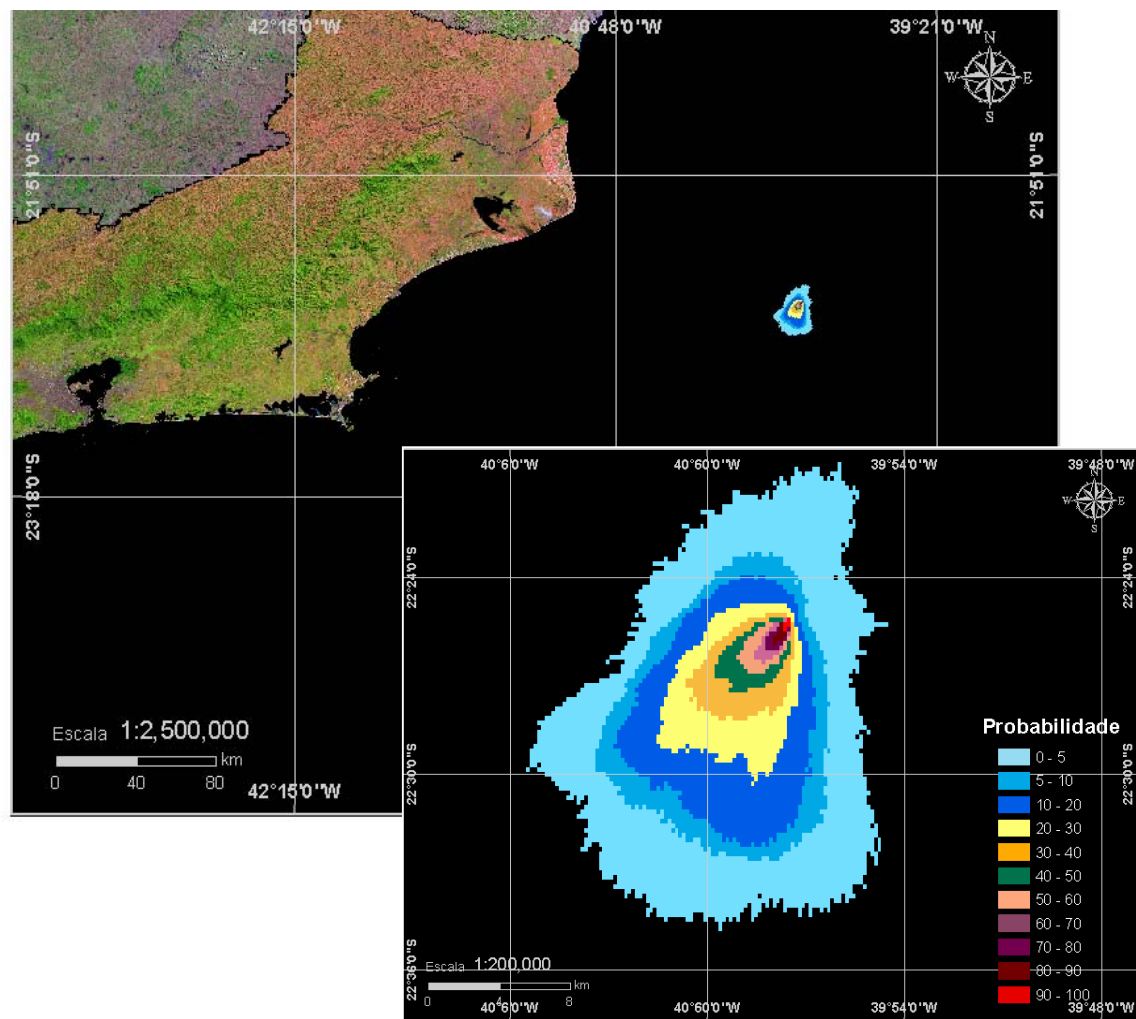 42°15'0"W
40°48'0"W
39°21'0"W
N
W
E
S
21°51'0"S
21°51'0"S
23°18'0"S
Escala 1:2,500,000
km
0
40
80
42°15'0"W
40°60'W
40°60'0"W
39°54'0"W
39°48'0"W
N
W
E
S
22°24'0"S
22°24'0"S
22°30'0"S
22°30'0"S
22°36'0"S
22°36'0"S
Probabilidade
0 - 5
5 - 10
10 - 20
20 - 30
30 - 40
40 - 50
50 - 60
60 - 70
70 - 80
80 - 90
90 - 100
Escala 1:200,000
km
0
4
8
40°60'W
40°60'0"W
39°54'0"W
39°48'0"W